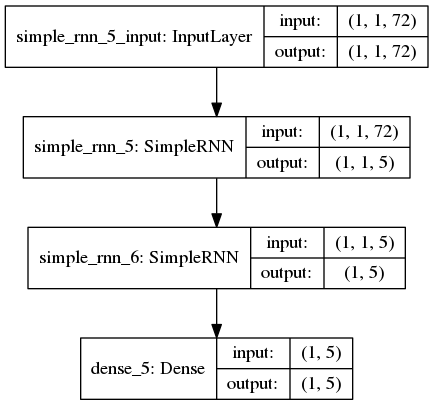 simple_rnn_5_input: InputLayer
input: (1, 1, 72)
output: (1, 1, 72)
simple_rnn_5: SimpleRNN
input: (1, 1, 72)
output: (1, 1, 5)
simple_rnn_6: SimpleRNN
input: (1, 1, 5)
output: (1, 5)
dense_5: Dense
input: (1, 5)
output: (1, 5)